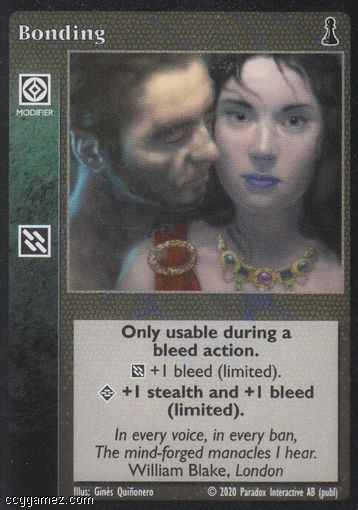 Bonding
MODIFIER
Only usable during a
bleed action.
+1 bleed (limited).
+1 stealth and +1 bleed
(limited).
In every voice, in every ban,
The mind-forged manacles I hear.
William Blake, London
Illus: Ginés Quiñonero © 2020 Paradox Interactive AB (publ)
ccggamez.com